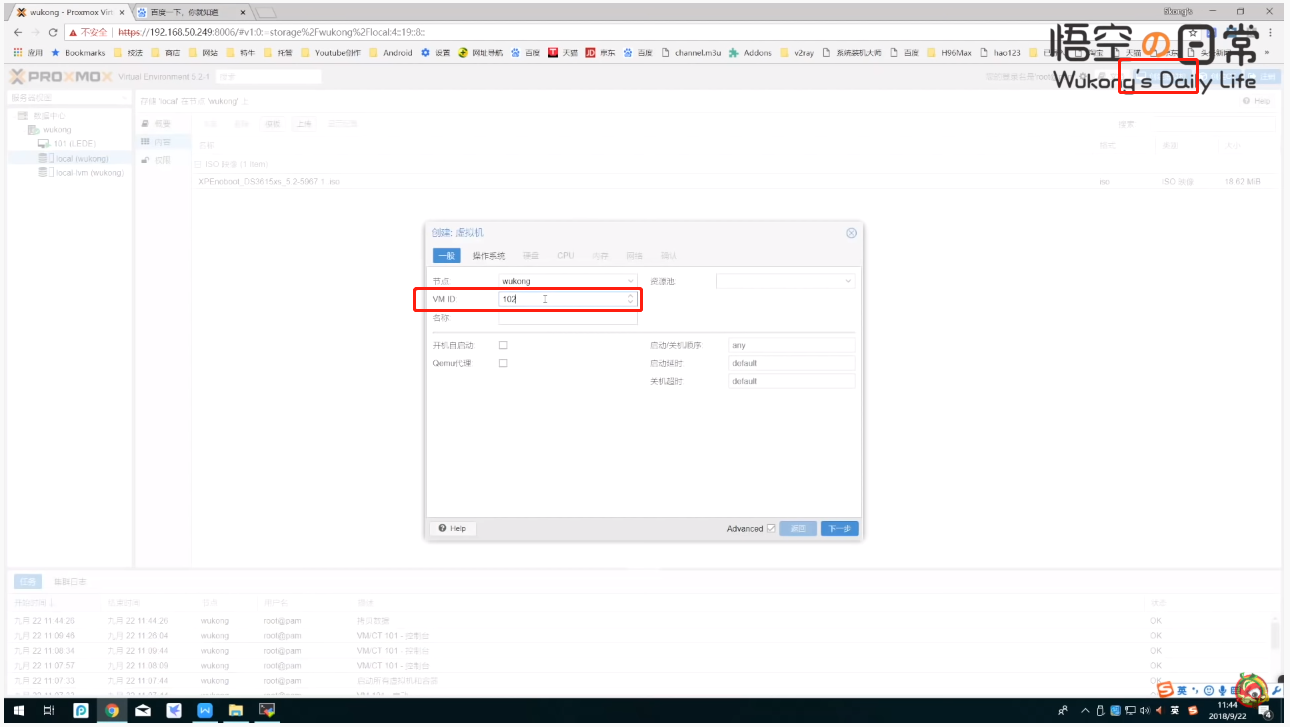 wukong - Proxmox Virt × 百度一下,你就知道 ×
不安全 https://192.168.50.249:8006/#v1:0:=storage%2Fwukong%2Flocal:4::19::8::
应用 Bookmarks 技法 商店 网站 特牛 托管 Youtube创作 Android 设置 网址导航 百度 天猫 JD 京东 百度 channel.m3u Addons v2ray 系统装机大师 百度 H96Max hao123
悟空の日常
Wukong's Daily Life
PROXMOX Virtual Environment 5.2-1 搜索
存储 'local' 在节点 'wukong' 上 Help
数据中心
wukong
101 (LEDE)
local (wukong)
local-lvm (wukong)
概要
内容
权限
上传
搜索
名称 格式 类型 大小
ISO 映像 (1 Item)
XPEnoboot_DS3615xs_5.2-5967.1.iso iso ISO 映像 18.62 MiB
创建: 虚拟机
一般 操作系统 硬盘 CPU 内存 网络 确认
节点: wukong 资源池:
VM ID: 102
名称:
开机自启动: 启动/关机顺序: any
Qemu代理: 启动延时: default
关机超时: default
Help Advanced 返回 下一步
任务 集群日志
开始时间 结束时间 节点 用户名 描述 状态
九月 22 11:44:20 九月 22 11:44:26 wukong root@pam 拷贝数据 OK
九月 22 11:09:46 九月 22 11:26:04 wukong root@pam VM/CT 101 - 控制台 OK
九月 22 11:08:34 九月 22 11:09:44 wukong root@pam VM/CT 101 - 控制台 OK
九月 22 11:07:57 九月 22 11:08:09 wukong root@pam VM/CT 101 - 控制台 OK
九月 22 11:07:33 九月 22 11:07:44 wukong root@pam 启动所有虚拟机和容器 OK
英
英 11:44
2018/9/22